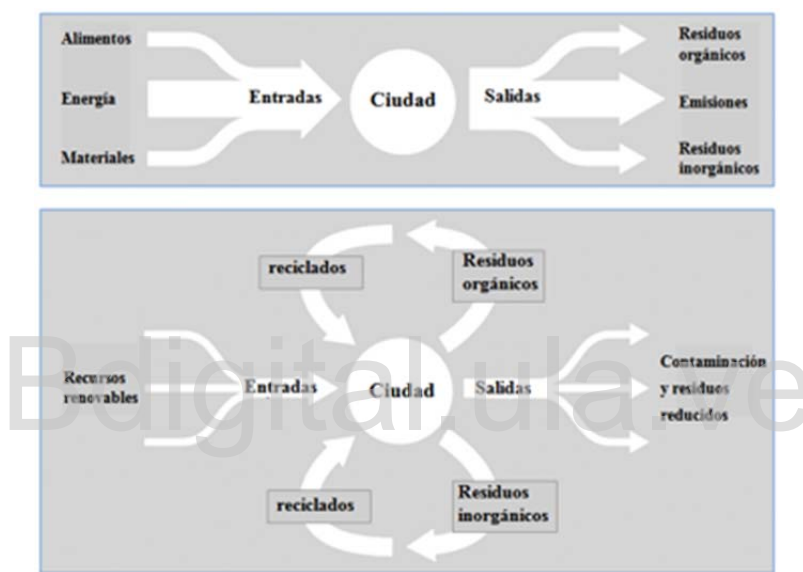 Alimentos
Energía
Materiales
Entradas
Ciudad
Salidas
Residuos
orgánicos
Emisiones
Residuos
inorgánicos
reciclados
Residuos
orgánicos
Recursos
renovables
Entradas
Ciudad
Salidas
Contaminación
y residuos
reducidos
reciclados
Residuos
inorgánicos
Bdigital.ula.ve